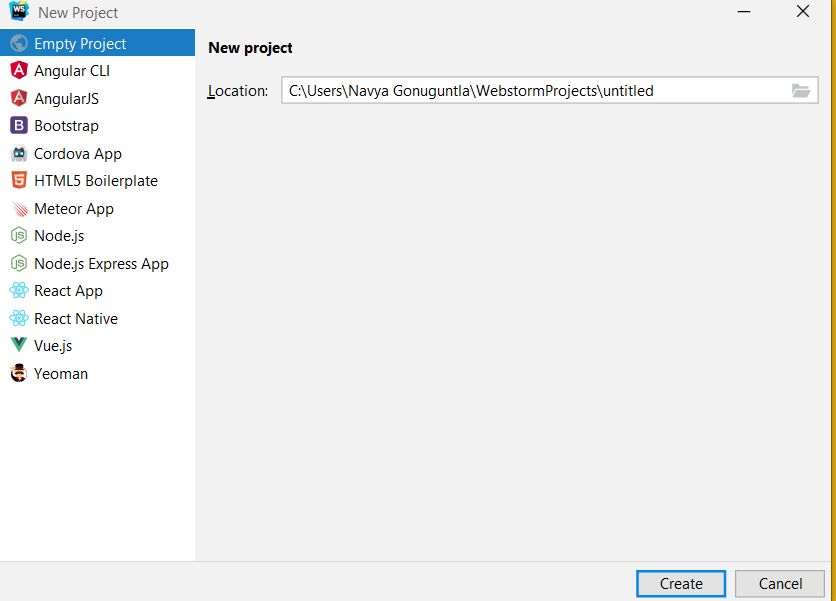 New Project
Empty Project
Angular CLI
AngularJS
Bootstrap
Cordova App
HTML5 Boilerplate
Meteor App
Node.js
Node.js Express App
React App
React Native
Vue.js
Yeoman
New project
Location: C:\Users\Navya Gonuguntla\WebstormProjects\untitled
Create Cancel